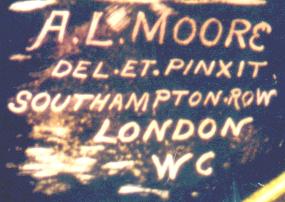 A.L.MOORE
DEL.ET.PINXIT
SOUTHAMPTON.ROW
LONDON
WC